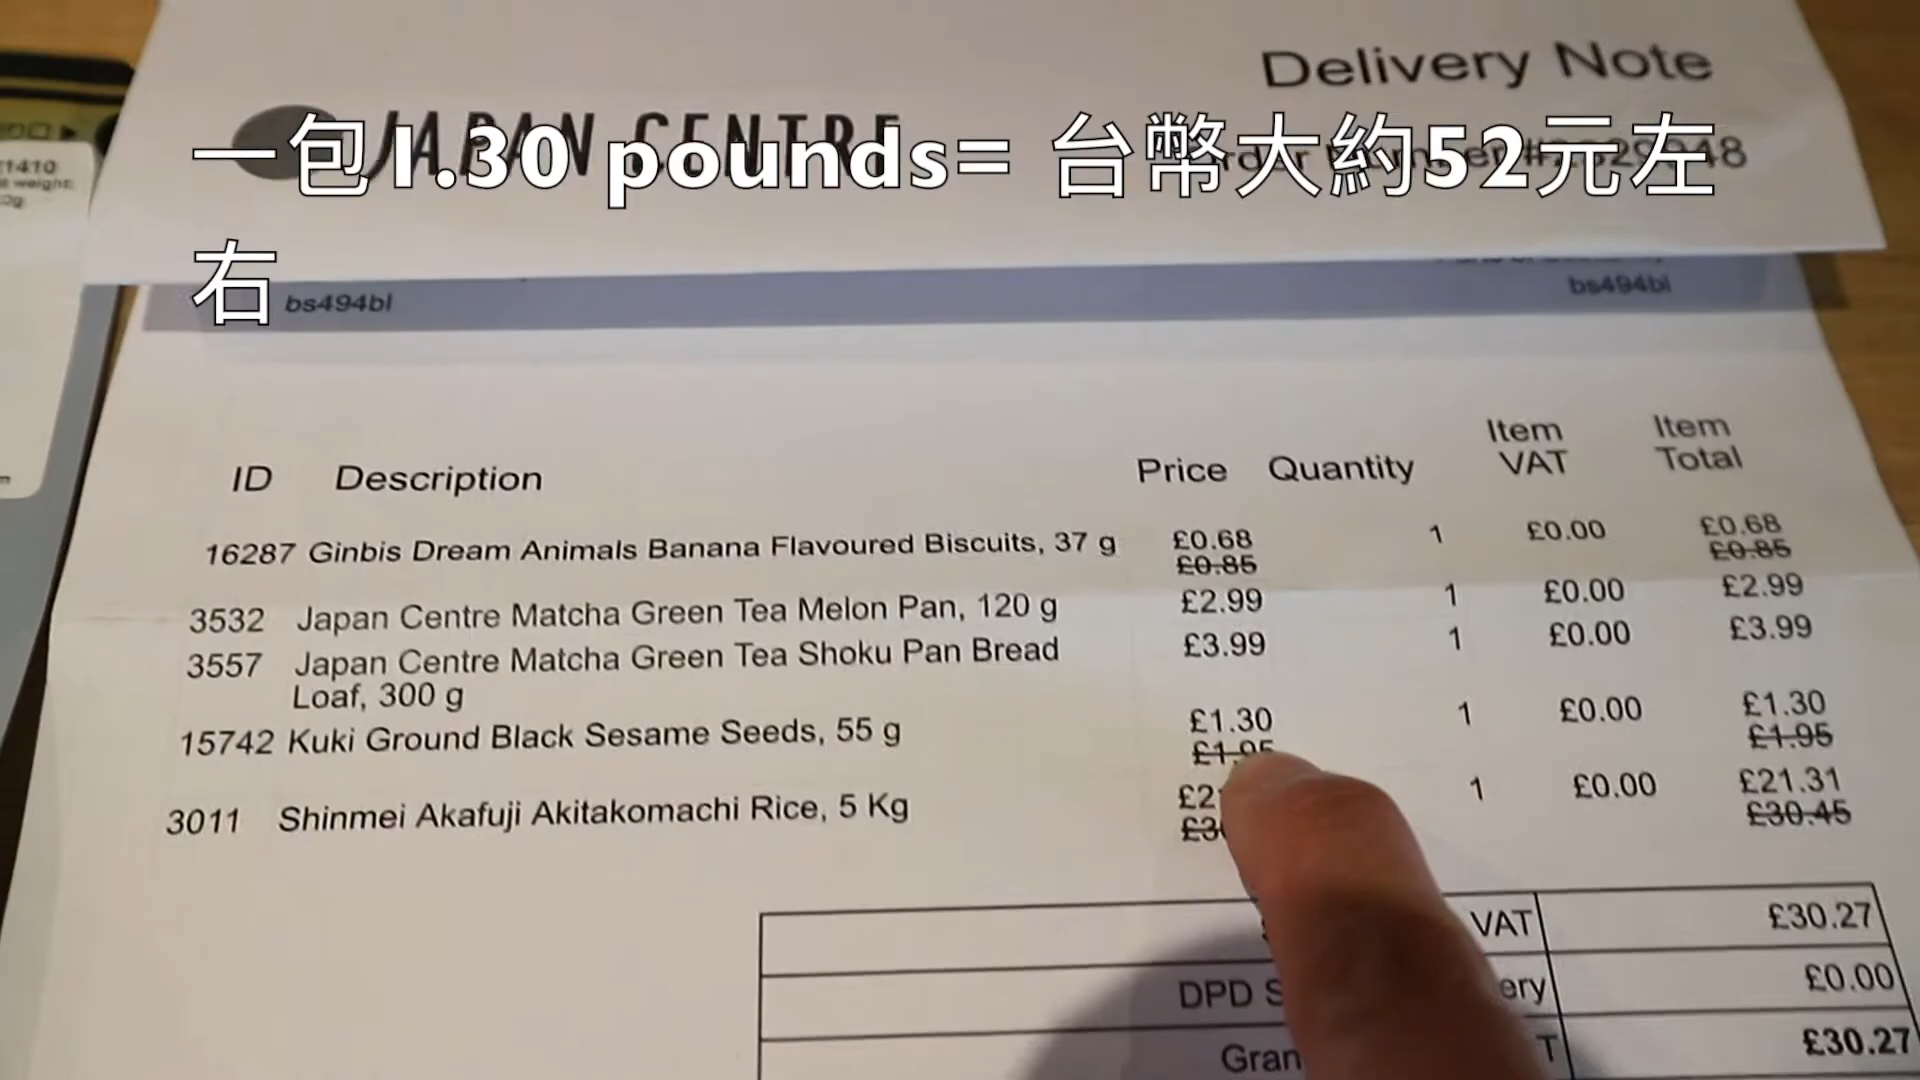 Delivery Note
JAPAN CENTRE
一包1.30 pounds= 台幣大約52元左
右
bs494bl
bs494bl
ID Description Price Quantity Item VAT Item Total
16287 Ginbis Dream Animals Banana Flavoured Biscuits, 37 g £0.68 1 £0.00 £0.68
£0.85 £0.85
3532 Japan Centre Matcha Green Tea Melon Pan, 120 g £2.99 1 £0.00 £2.99
3557 Japan Centre Matcha Green Tea Shoku Pan Bread £3.99 1 £0.00 £3.99
Loaf, 300 g
15742 Kuki Ground Black Sesame Seeds, 55 g £1.30 1 £0.00 £1.30
£1.95 £1.95
3011 Shinmei Akafuji Akitakomachi Rice, 5 Kg 1 £0.00 £21.31
£30.45
VAT £30.27
DPD £0.00
£30.27